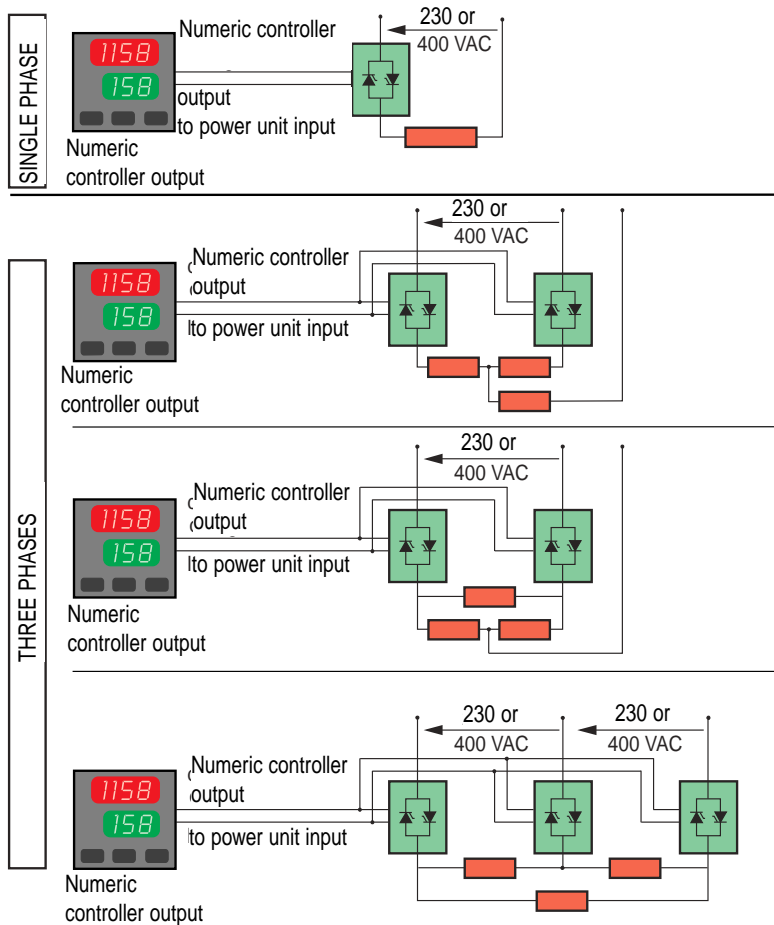 SINGLE PHASE
1158
158
Numeric controller
output
to power unit input
Numeric
controller output
230 or
400 VAC
THREE PHASES
1158
158
Numeric controller
output
to power unit input
Numeric
controller output
230 or
400 VAC
1158
158
Numeric controller
output
to power unit input
Numeric
controller output
230 or
400 VAC
1158
158
Numeric controller
output
to power unit input
Numeric
controller output
230 or
400 VAC
230 or
400 VAC